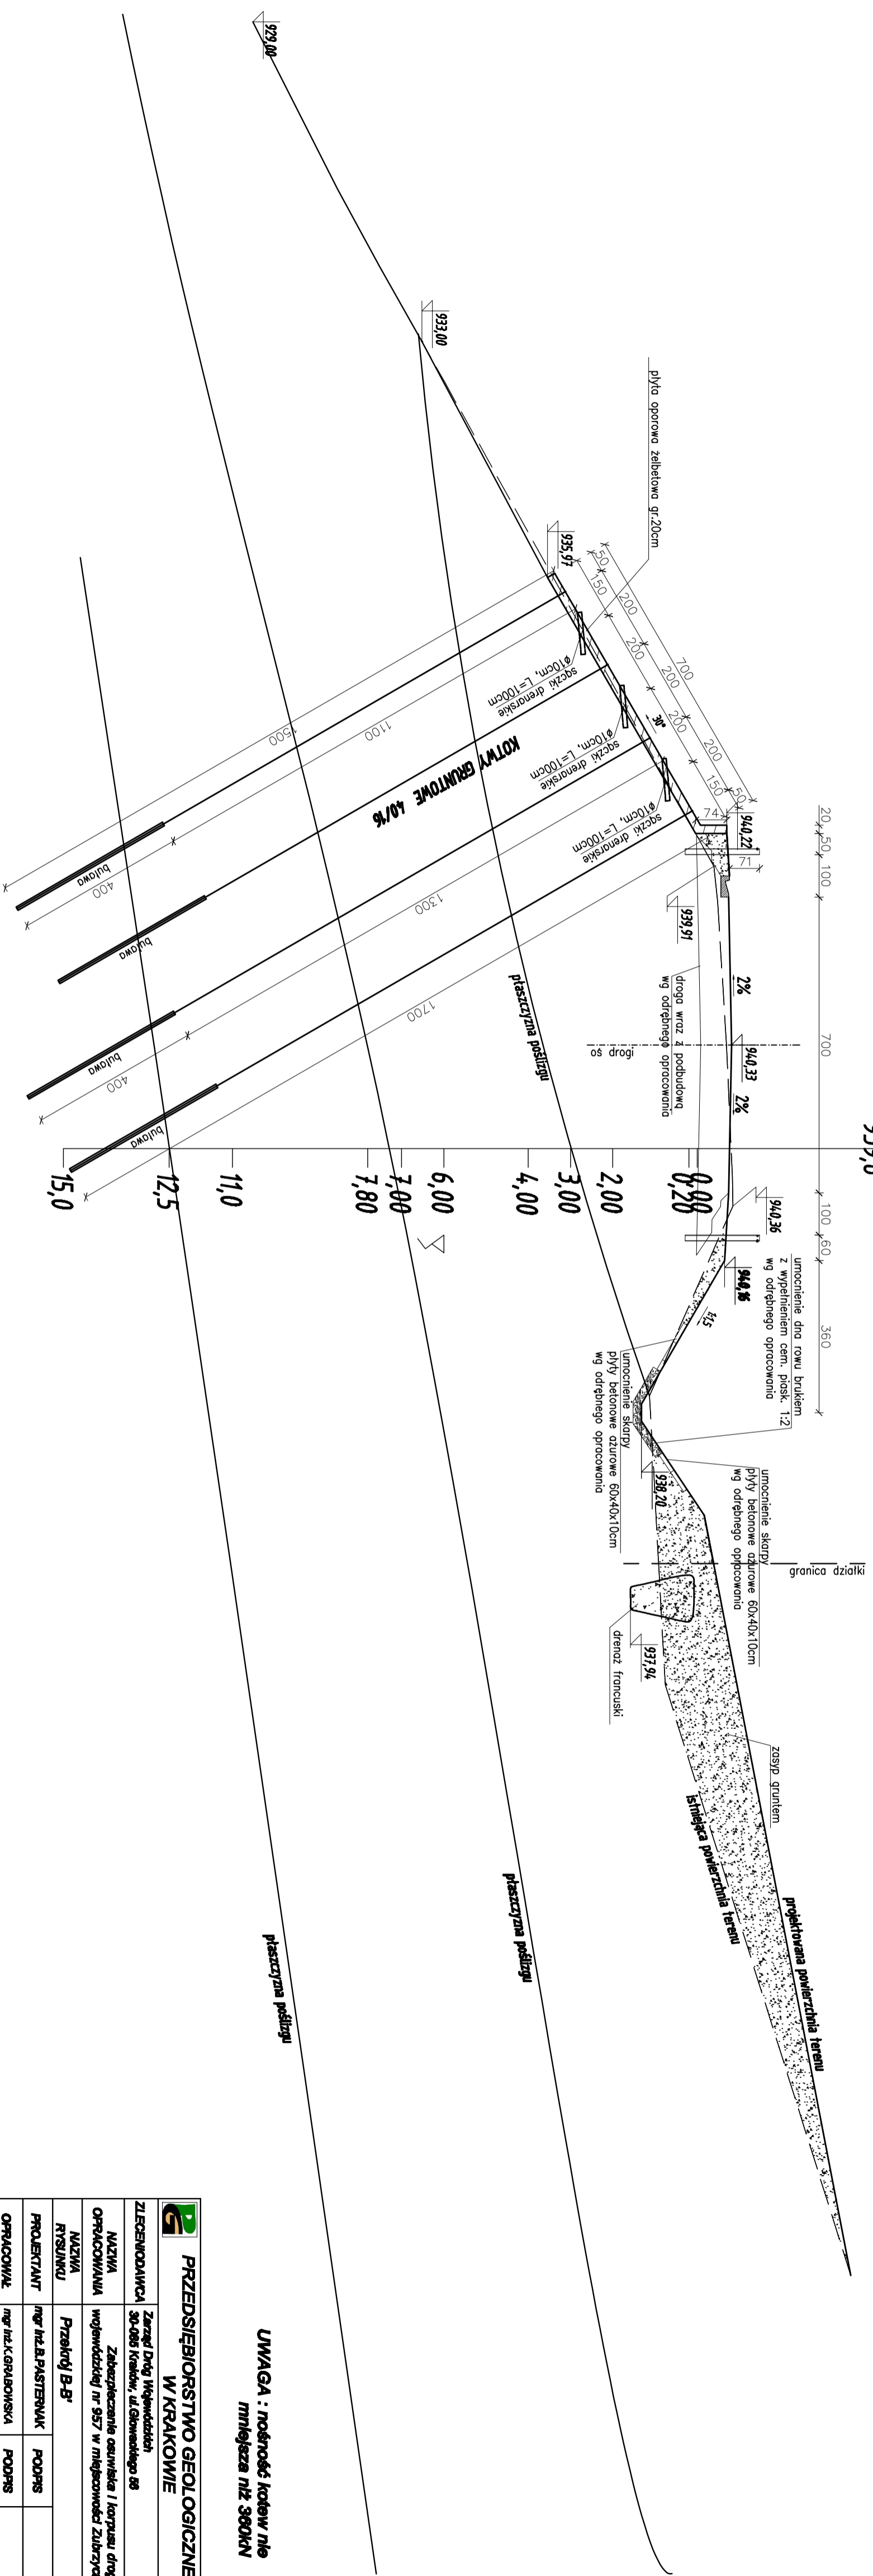 929,00
933,00
płyta oporowa żelbetowa gr.20cm
935,97
50
150
200
200
200
200
700
200
200
150
50
30°
74
940,22
71
20
50
100
700
100
60
360
sączki drenarskie
ø10cm, L=100cm
sączki drenarskie
ø10cm, L=100cm
sączki drenarskie
ø10cm, L=100cm
KOTWY GRUNTOWE 40/16
1500
1100
1300
1700
400
400
buława
buława
buława
buława
939,91
droga wraz z podbudową
wg odrębnego opracowania
2%
oś drogi
940,33
2%
płaszczyzna poślizgu
15,0
12,5
11,0
7,80
7,00
6,00
4,00
3,00
2,00
0,20
0,00
940,36
940,16
1:1,5
umocnienie dna rowu brukiem
z wypełnieniem cem. piask. 1:2
wg odrębnego opracowania
umocnienie skarpy
płyty betonowe ażurowe 60x40x10cm
wg odrębnego opracowania
umocnienie skarpy
płyty betonowe ażurowe 60x40x10cm
wg odrębnego opracowania
938,20
granica działki
937,94
drenaż francuski
zasyp gruntem
istniejąca powierzchnia terenu
projektowana powierzchnia terenu
płaszczyzna poślizgu
płaszczyzna poślizgu
UWAGA : nośność kotew nie
mniejsza niż 360kN
PRZEDSIĘBIORSTWO GEOLOGICZNE
W KRAKOWIE
ZLECENIODAWCA
Zarząd Dróg Wojewódzkich
30-085 Kraków, ul.Głowackiego 56
NAZWA
OPRACOWANIA
Zabezpieczenie osuwiska i korpusu drog
wojewódzkiej nr 957 w miejscowości Zubrzyc
NAZWA
RYSUNKU
Przekrój B-B'
PROJEKTANT
mgr inż.B.PASTERNAK
PODPIS
OPRACOWAŁ
mgr inż.K.GRABOWSKA
PODPIS